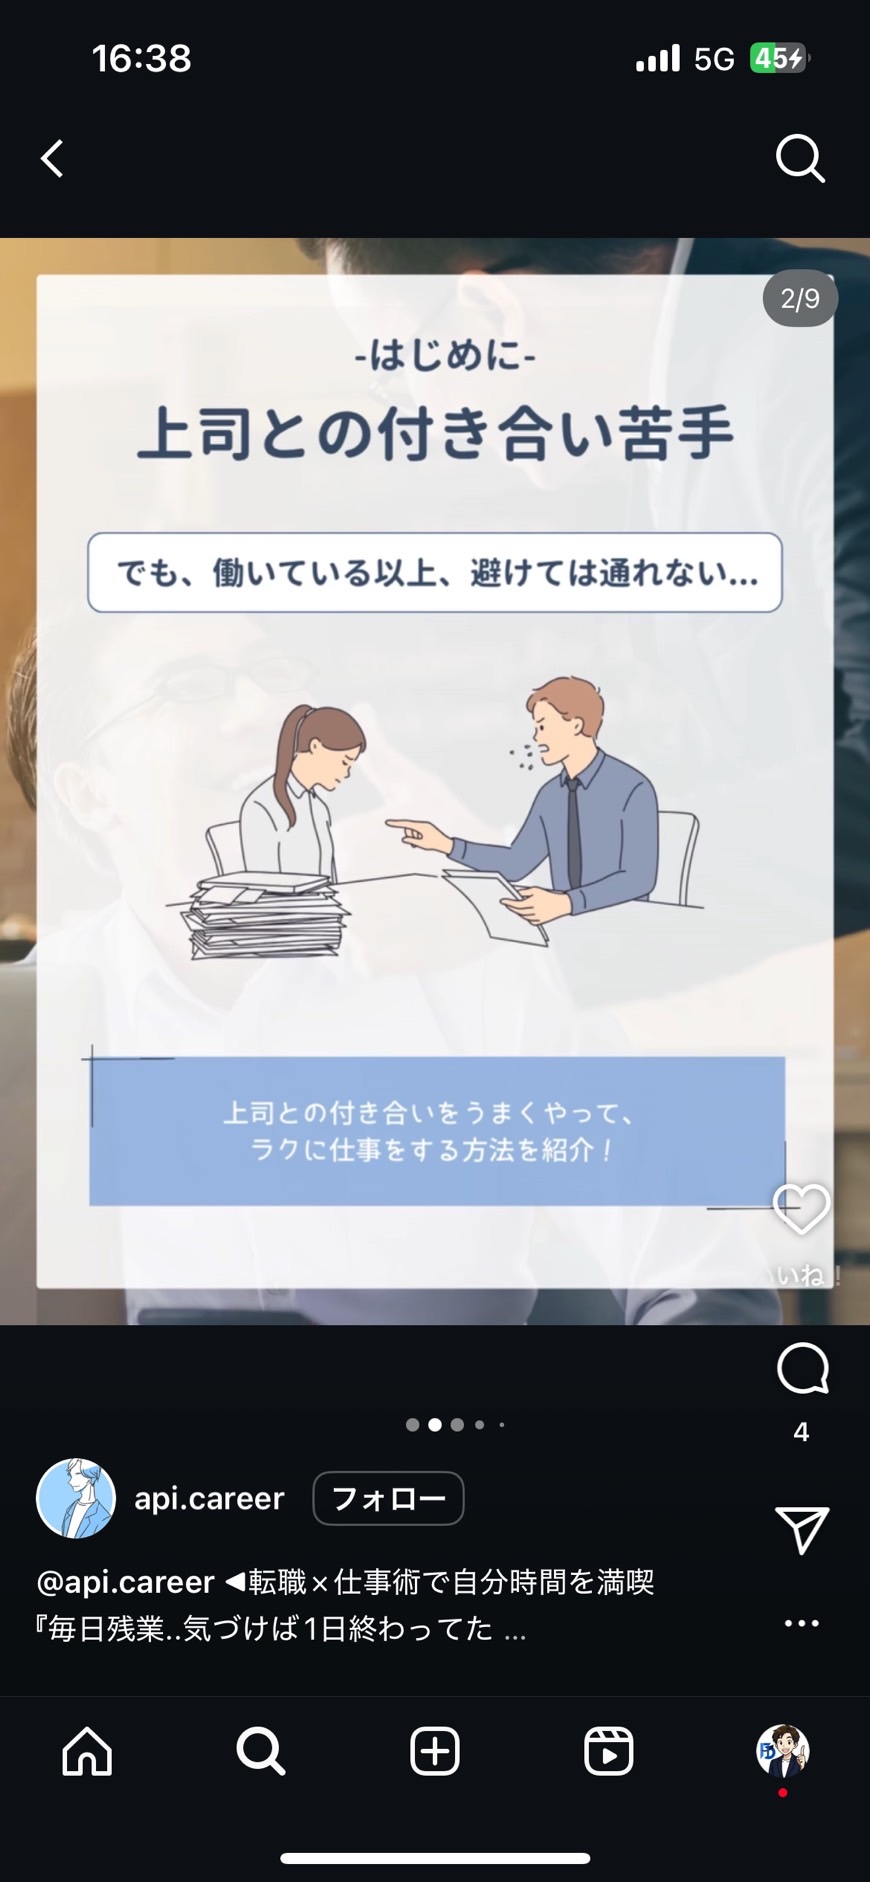 16:38
5G
45
2/9
-はじめに-
上司との付き合い苦手
でも、働いている以上、避けては通れない...
上司との付き合いをうまくやって、
ラクに仕事をする方法を紹介！
いいね！
4
api.career
フォロー
@api.career ◀転職×仕事術で自分時間を満喫
『毎日残業..気づけば1日終わってた ...